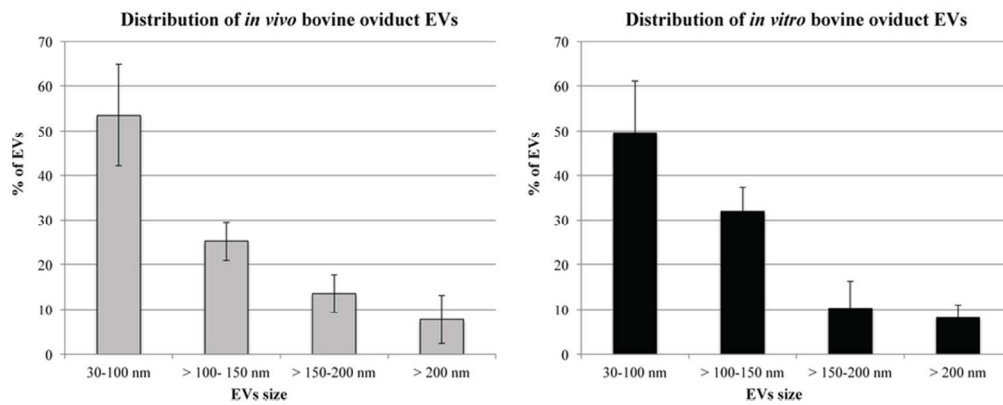 Distribution of in vivo bovine oviduct EVs
70
60
50
40
30
20
10
0
% of EVs
30-100 nm
> 100- 150 nm
> 150-200 nm
> 200 nm
EVs size
Distribution of in vitro bovine oviduct EVs
70
60
50
40
30
20
10
0
% of EVs
30-100 nm
> 100-150 nm
> 150-200 nm
> 200 nm
EVs size